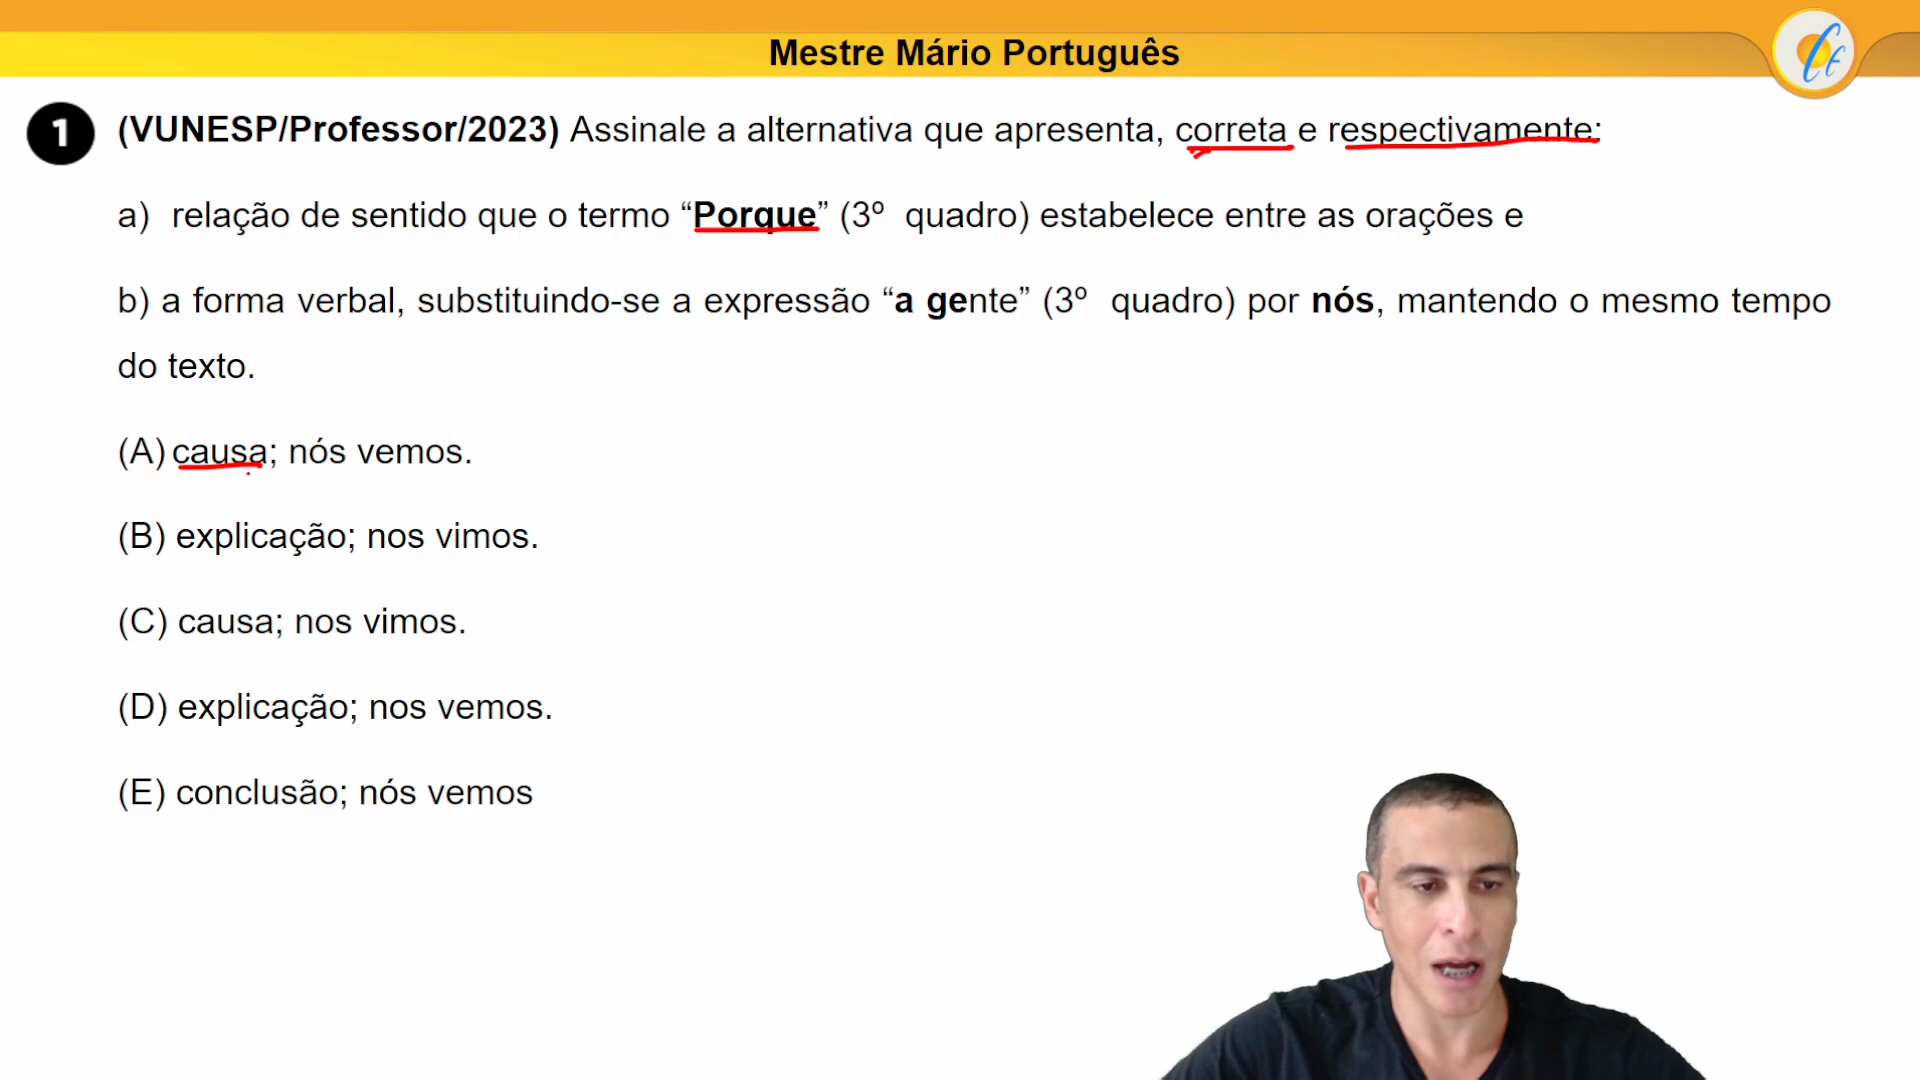 Mestre Mário Português
1 (VUNESP/Professor/2023) Assinale a alternativa que apresenta, correta e respectivamente:
a) relação de sentido que o termo “Porque” (3º quadro) estabelece entre as orações e
b) a forma verbal, substituindo-se a expressão “a gente” (3º quadro) por nós, mantendo o mesmo tempo
do texto.
(A) causa; nós vemos.
(B) explicação; nos vimos.
(C) causa; nos vimos.
(D) explicação; nos vemos.
(E) conclusão; nós vemos